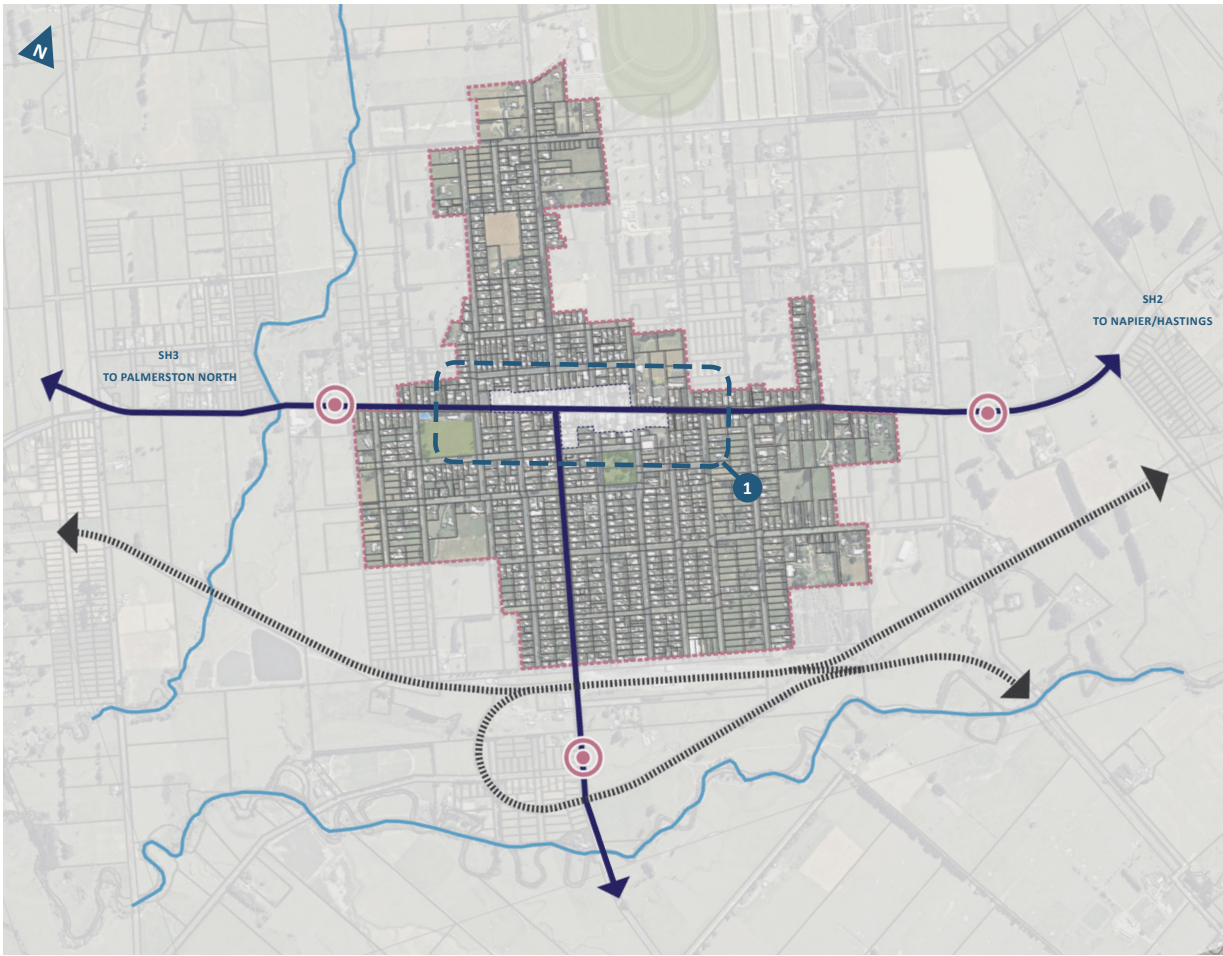 N
SH2
TO NAPIER/HASTINGS
SH3
TO PALMERSTON NORTH
1